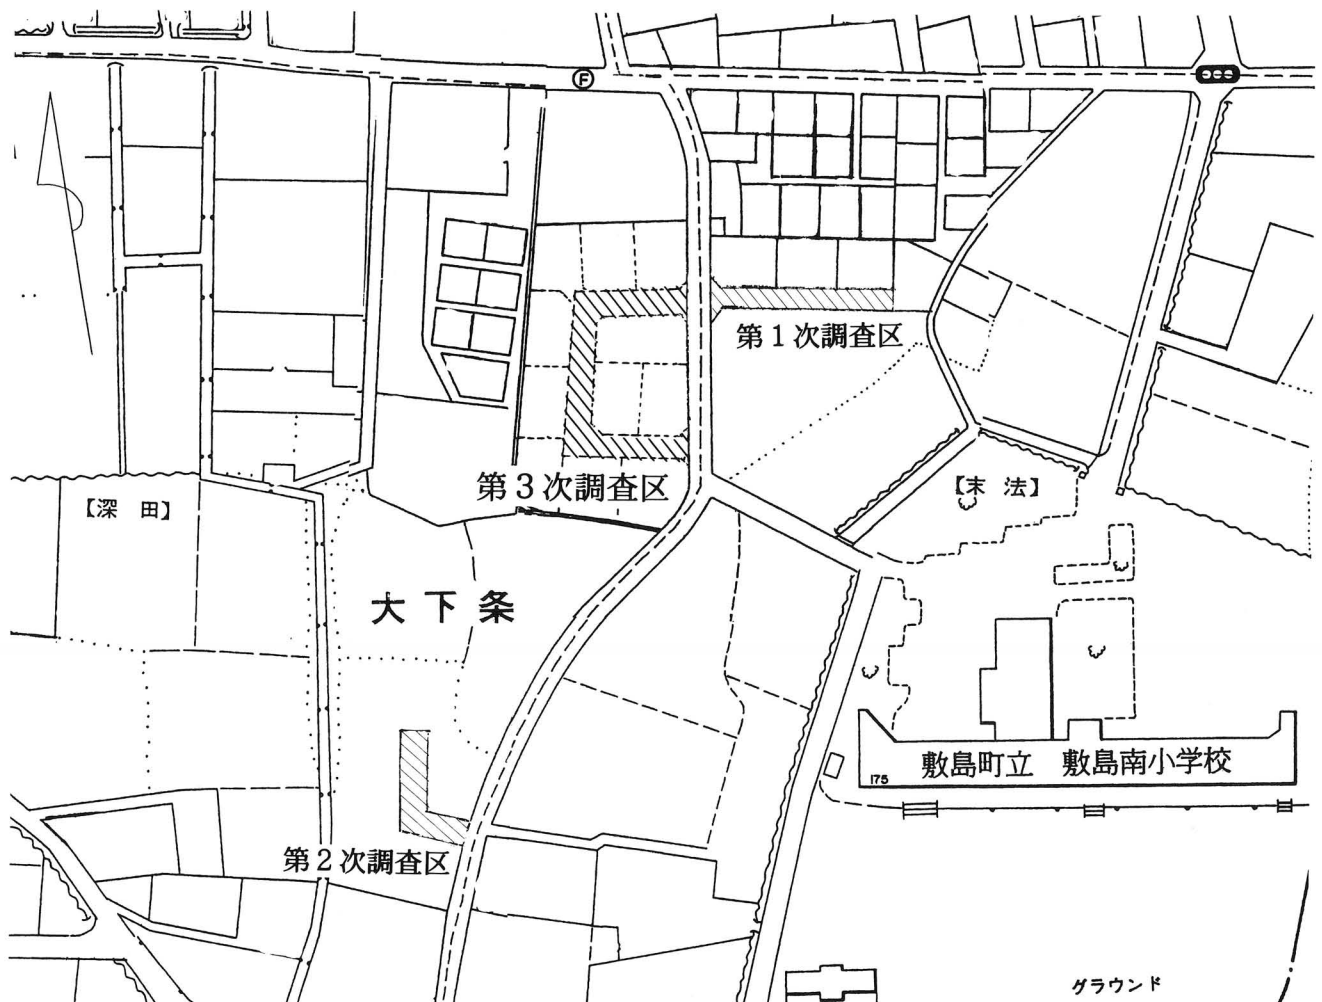 F
第1次調査区
第3次調査区
【深 田】
【末 法】
大下条
敷島町立 敷島南小学校
175
第2次調査区
グラウンド